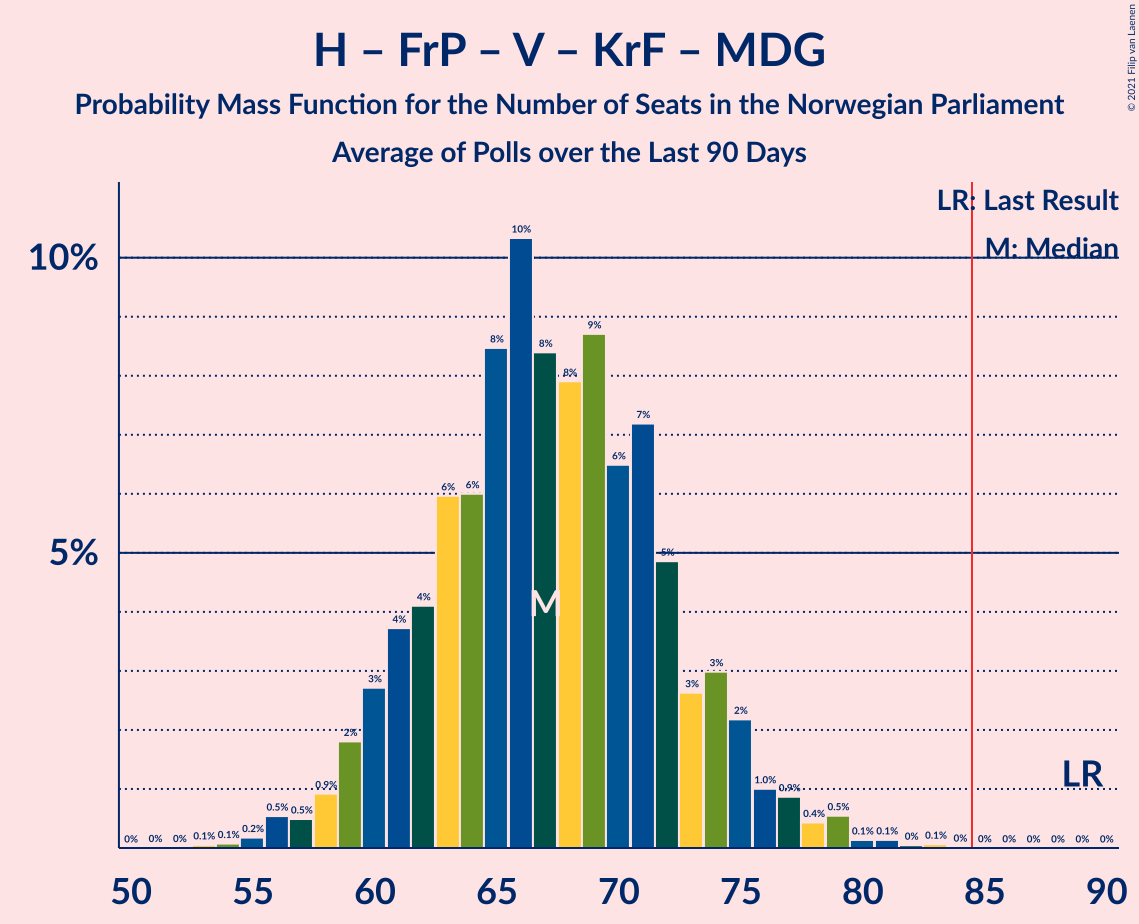 H – FrP – V – KrF – MDG
Probability Mass Function for the Number of Seats in the Norwegian Parliament
Average of Polls over the Last 90 Days
© 2021 Filip van Laenen
LR: Last Result
M: Median
10%
5%
0% 0% 0% 0.1% 0.1% 0.2% 0.5% 0.5% 0.9% 2% 3% 4% 4% 6% 6% 8% 10% 8% 8% 9% 6% 7% 5% 3% 3% 2% 1.0% 0.9% 0.4% 0.5% 0.1% 0.1% 0% 0.1% 0% 0% 0% 0% 0% 0% 0%
M
LR
50 55 60 65 70 75 80 85 90